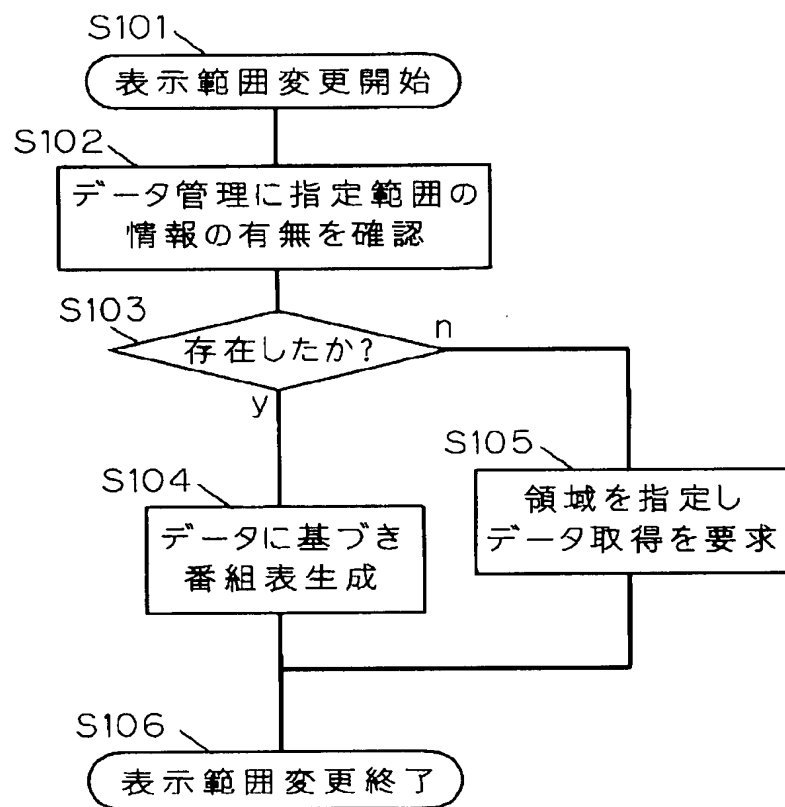 S101
表示範囲変更開始
S102
データ管理に指定範囲の
情報の有無を確認
S103
存在したか?
n
y
S104
データに基づき
番組表生成
S105
領域を指定し
データ取得を要求
S106
表示範囲変更終了